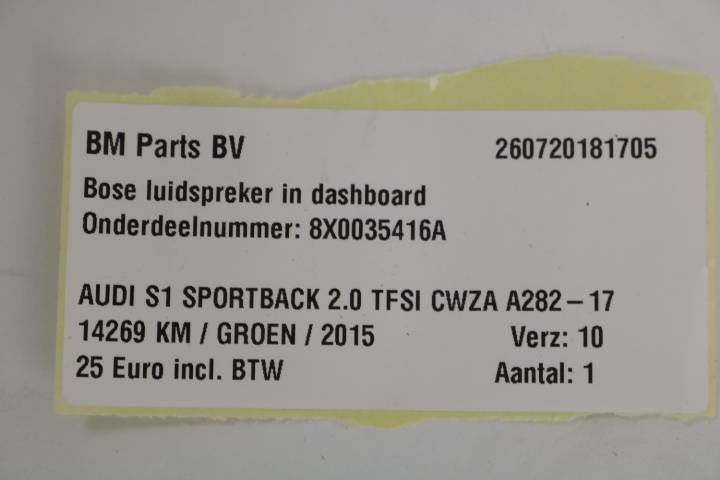 BM Parts BV 260720181705
Bose luidspreker in dashboard
Onderdeelnummer: 8X0035416A
AUDI S1 SPORTBACK 2.0 TFSI CWZA A282-17
14269 KM / GROEN / 2015 Verz: 10
25 Euro incl. BTW Aantal: 1